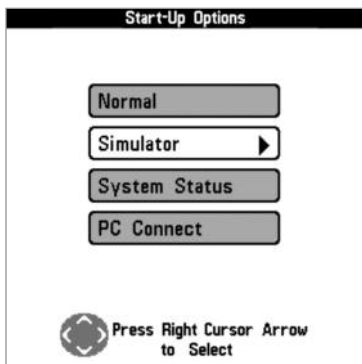 Start-Up Options
Normal
Simulator
System Status
PC Connect
Press Right Cursor Arrow
to Select